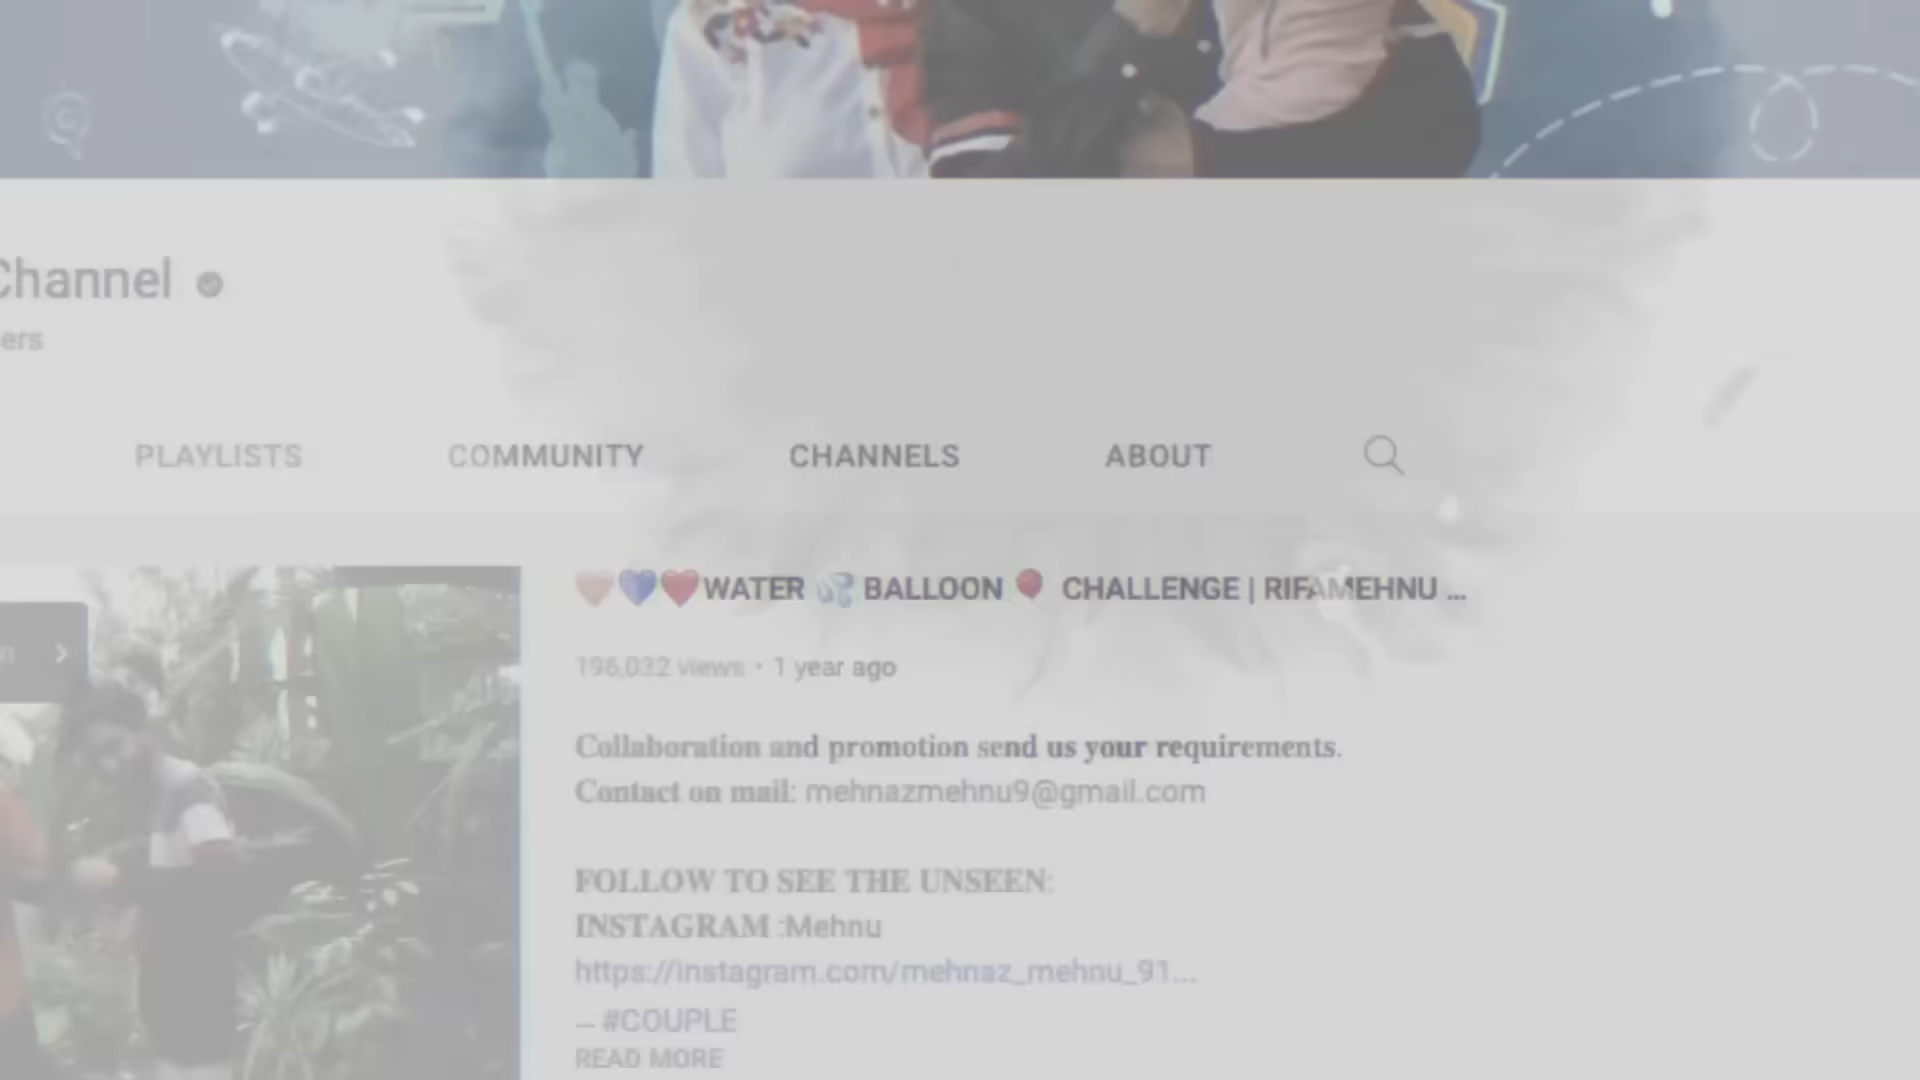 Channel
ers
PLAYLISTS COMMUNITY CHANNELS ABOUT
❤️💙❤️WATER 💦 BALLOON 🎈 CHALLENGE | RIFAMEHNU ...
196,032 views • 1 year ago
Collaboration and promotion send us your requirements.
Contact on mail: mehnazmehnu9@gmail.com
FOLLOW TO SEE THE UNSEEN:
INSTAGRAM :Mehnu
https://instagram.com/mehnaz_mehnu_91...
– #COUPLE
READ MORE